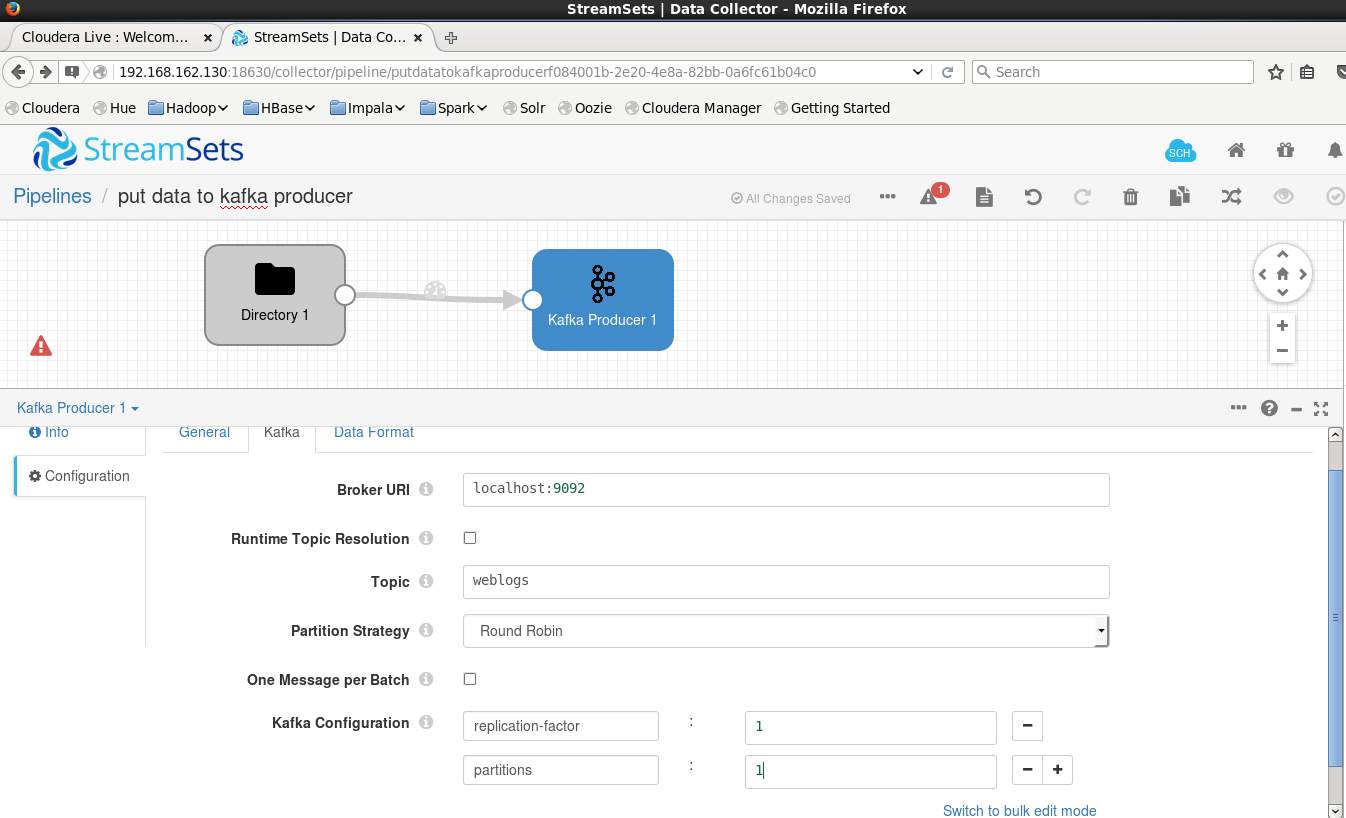 StreamSets | Data Collector - Mozilla Firefox
Cloudera Live : Welcom... × StreamSets | Data Co... ×
192.168.162.130:18630/collector/pipeline/putdatatokafkaproducerf084001b-2e20-4e8a-82bb-0a6fc61b04c0 Search
Cloudera Hue Hadoop HBase Impala Spark Solr Oozie Cloudera Manager Getting Started
StreamSets SCH
Pipelines / put data to kafka producer All Changes Saved 1
Directory 1
Kafka Producer 1
Kafka Producer 1
Info General Kafka Data Format
Configuration
Broker URI localhost:9092
Runtime Topic Resolution
Topic weblogs
Partition Strategy Round Robin
One Message per Batch
Kafka Configuration replication-factor : 1
partitions : 1
Switch to bulk edit mode